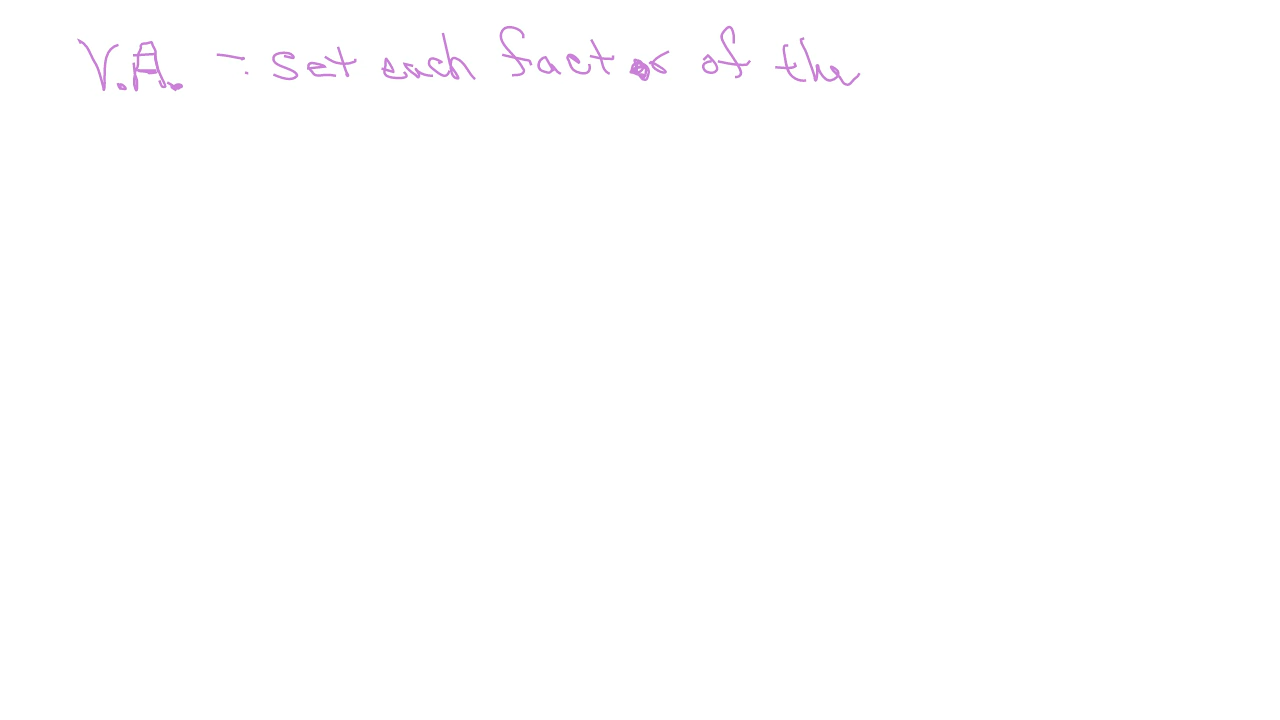 V.A. - set each factor of the